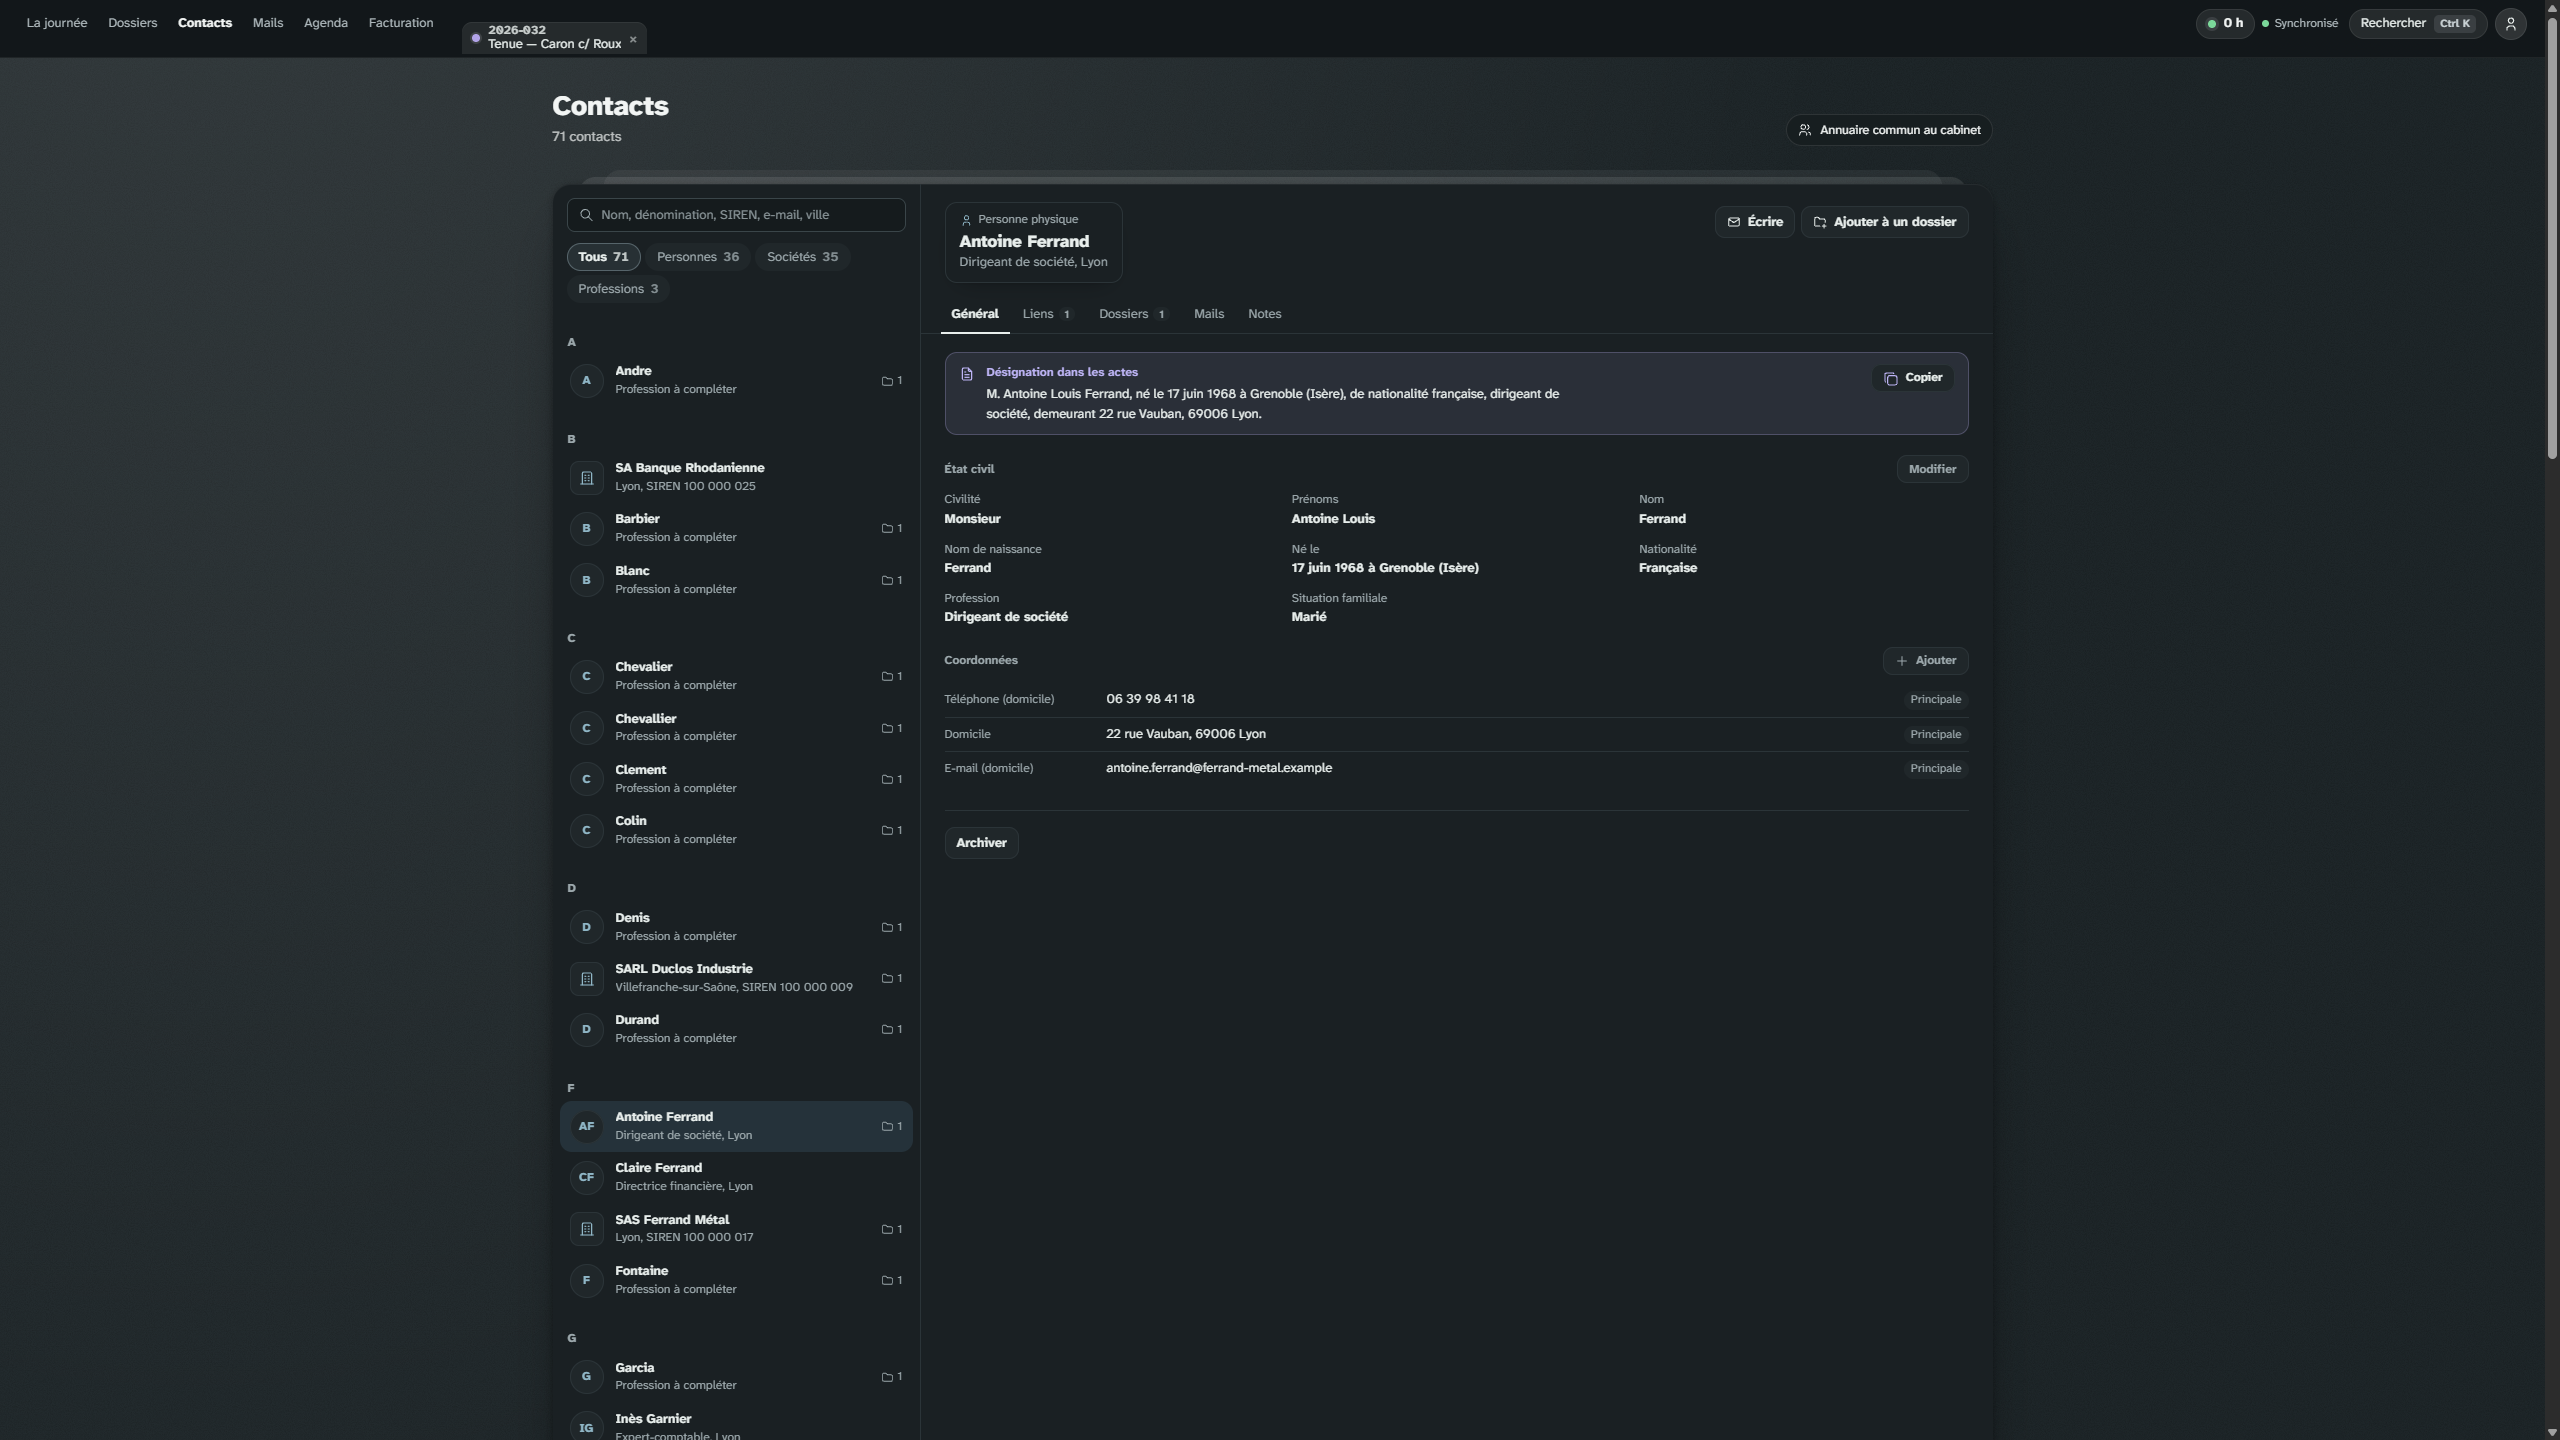 La journée Dossiers Contacts Mails Agenda Facturation
2026-032
Tenue — Caron c/ Roux ×
0 h Synchronisé Rechercher Ctrl K
Contacts
71 contacts
Annuaire commun au cabinet
Nom, dénomination, SIREN, e-mail, ville
Tous 71 Personnes 36 Sociétés 35
Professions 3
A
A Andre 1
Profession à compléter
B
SA Banque Rhodanienne
Lyon, SIREN 100 000 025
B Barbier 1
Profession à compléter
B Blanc 1
Profession à compléter
C
C Chevalier 1
Profession à compléter
C Chevallier 1
Profession à compléter
C Clement 1
Profession à compléter
C Colin 1
Profession à compléter
D
D Denis 1
Profession à compléter
SARL Duclos Industrie 1
Villefranche-sur-Saône, SIREN 100 000 009
D Durand 1
Profession à compléter
F
AF Antoine Ferrand 1
Dirigeant de société, Lyon
CF Claire Ferrand
Directrice financière, Lyon
SAS Ferrand Métal 1
Lyon, SIREN 100 000 017
F Fontaine 1
Profession à compléter
G
G Garcia 1
Profession à compléter
IG Inès Garnier
Expert-comptable, Lyon
Personne physique
Antoine Ferrand
Dirigeant de société, Lyon
Écrire Ajouter à un dossier
Général Liens 1 Dossiers 1 Mails Notes
Désignation dans les actes
M. Antoine Louis Ferrand, né le 17 juin 1968 à Grenoble (Isère), de nationalité française, dirigeant de
société, demeurant 22 rue Vauban, 69006 Lyon.
Copier
État civil Modifier
Civilité Prénoms Nom
Monsieur Antoine Louis Ferrand
Nom de naissance Né le Nationalité
Ferrand 17 juin 1968 à Grenoble (Isère) Française
Profession Situation familiale
Dirigeant de société Marié
Coordonnées + Ajouter
Téléphone (domicile) 06 39 98 41 18 Principale
Domicile 22 rue Vauban, 69006 Lyon Principale
E-mail (domicile) antoine.ferrand@ferrand-metal.example Principale
Archiver